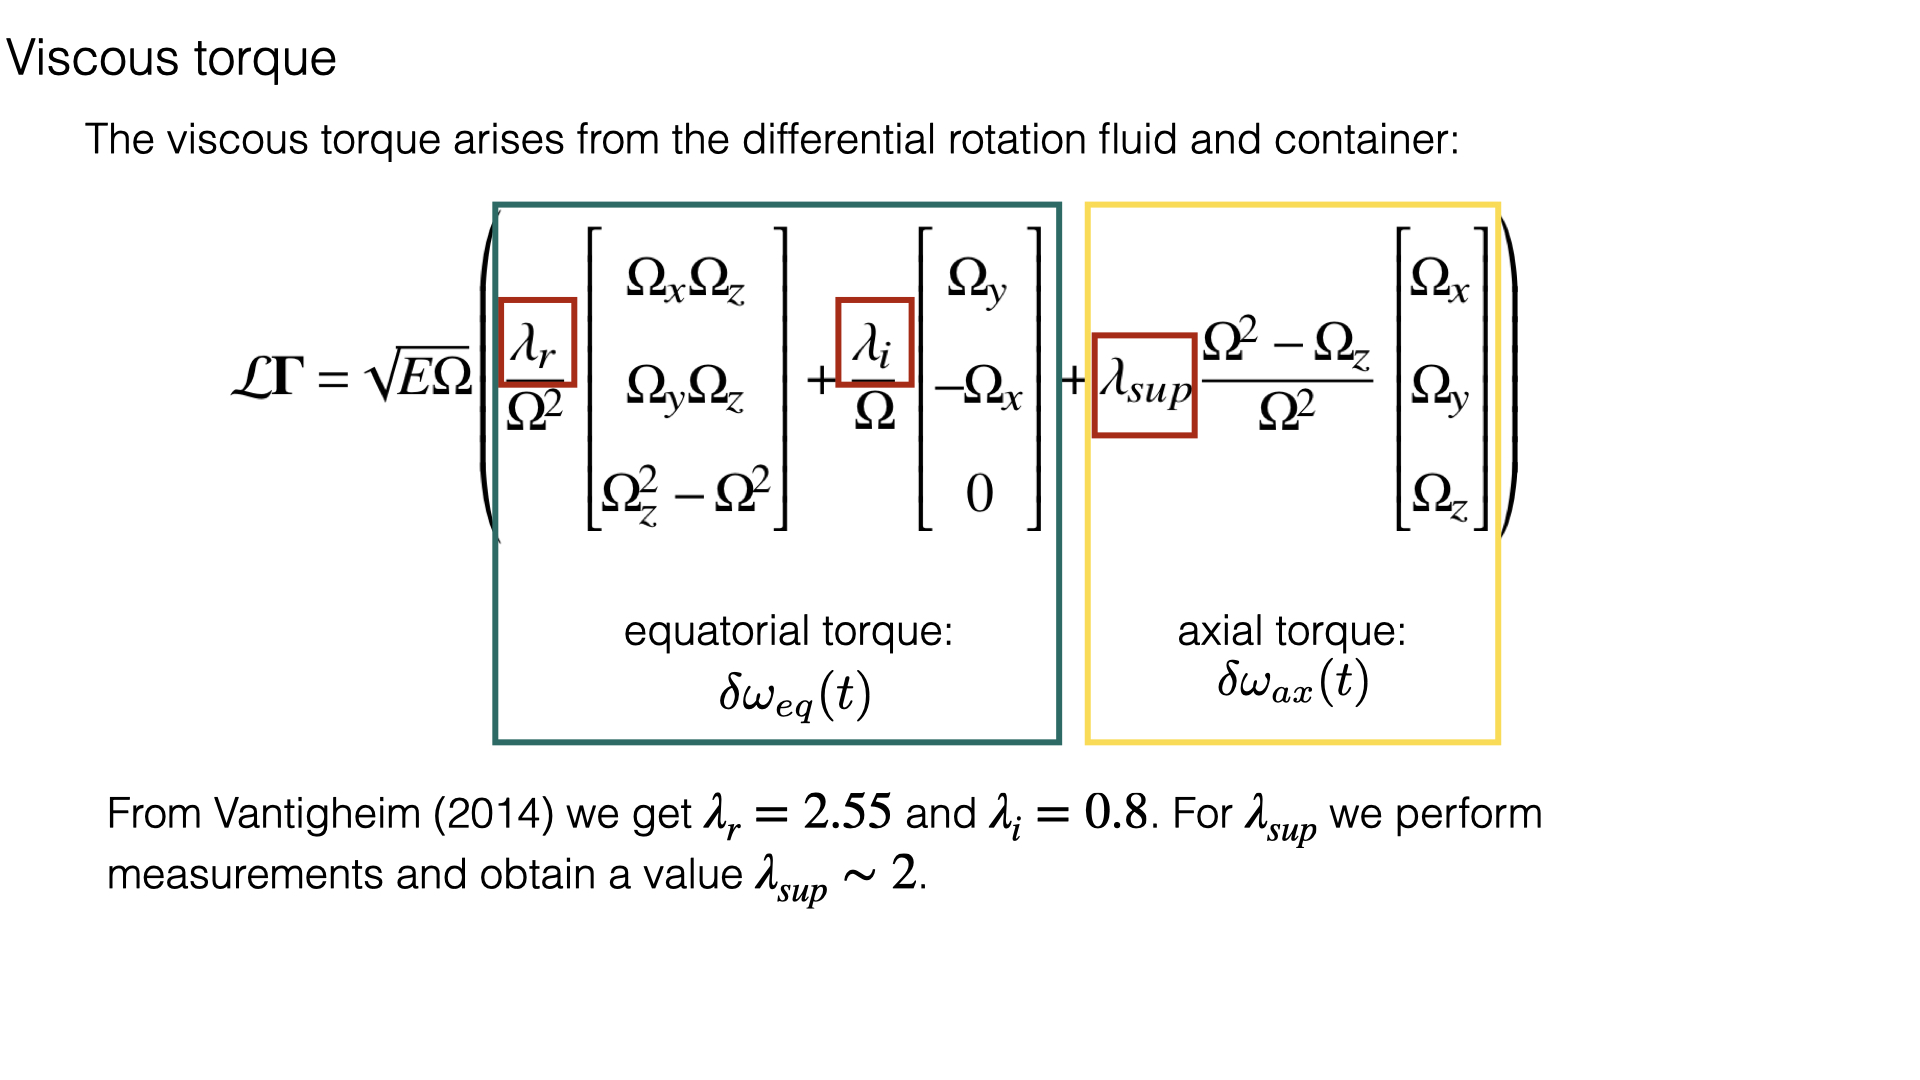 Viscous torque
The viscous torque arises from the differential rotation fluid and container:
$\mathcal{L}\mathbf{\Gamma} = \sqrt{E\Omega} \left( \frac{\lambda_r}{\Omega^2} \begin{bmatrix} \Omega_x\Omega_z \\ \Omega_y\Omega_z \\ \Omega_z^2 - \Omega^2 \end{bmatrix} + \frac{\lambda_i}{\Omega} \begin{bmatrix} \Omega_y \\ -\Omega_x \\ 0 \end{bmatrix} + \lambda_{sup} \frac{\Omega^2 - \Omega_z}{\Omega^2} \begin{bmatrix} \Omega_x \\ \Omega_y \\ \Omega_z \end{bmatrix} \right)$
equatorial torque:
$\delta\omega_{eq}(t)$
axial torque:
$\delta\omega_{ax}(t)$
From Vantigheim (2014) we get $\lambda_r = 2.55$ and $\lambda_i = 0.8$. For $\lambda_{sup}$ we perform
measurements and obtain a value $\lambda_{sup} \sim 2$.